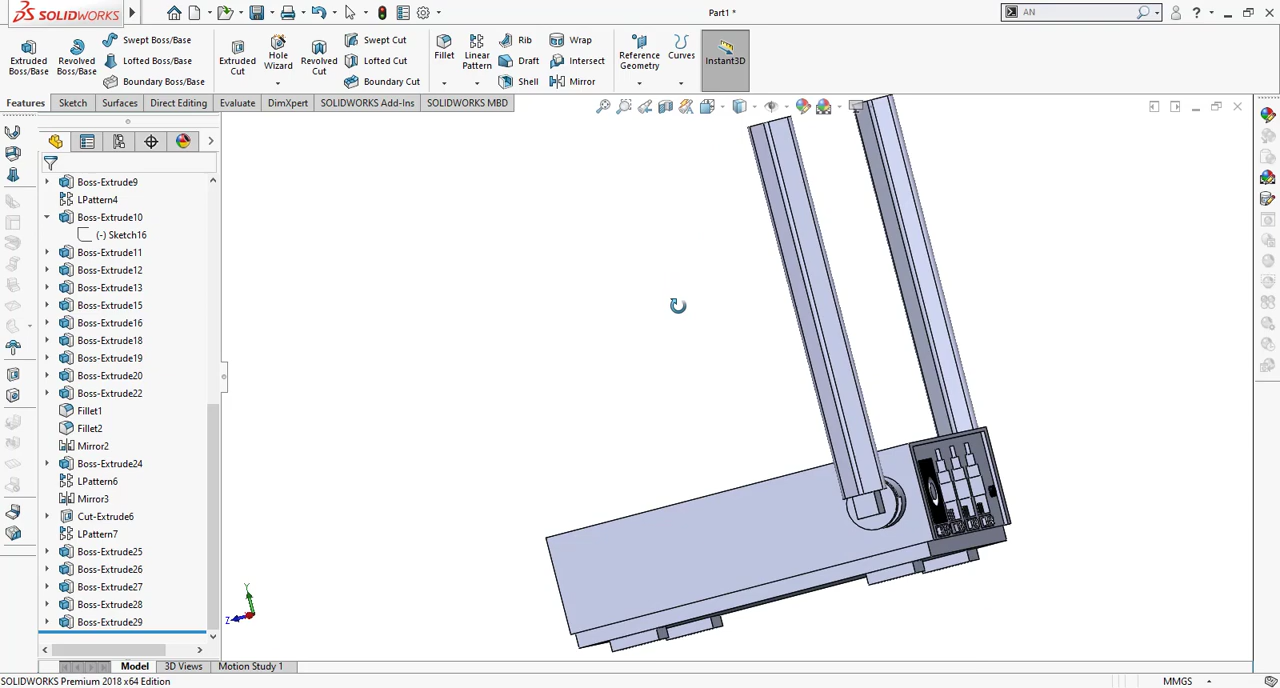 SOLIDWORKS
Part1 *
AN
Extruded Boss/Base
Revolved Boss/Base
Swept Boss/Base
Lofted Boss/Base
Boundary Boss/Base
Extruded Cut
Hole Wizard
Revolved Cut
Swept Cut
Lofted Cut
Boundary Cut
Fillet
Linear Pattern
Rib
Draft
Shell
Wrap
Intersect
Mirror
Reference Geometry
Curves
Instant3D
Features
Sketch
Surfaces
Direct Editing
Evaluate
DimXpert
SOLIDWORKS Add-Ins
SOLIDWORKS MBD
Boss-Extrude9
LPattern4
Boss-Extrude10
(-) Sketch16
Boss-Extrude11
Boss-Extrude12
Boss-Extrude13
Boss-Extrude15
Boss-Extrude16
Boss-Extrude18
Boss-Extrude19
Boss-Extrude20
Boss-Extrude22
Fillet1
Fillet2
Mirror2
Boss-Extrude24
LPattern6
Mirror3
Cut-Extrude6
LPattern7
Boss-Extrude25
Boss-Extrude26
Boss-Extrude27
Boss-Extrude28
Boss-Extrude29
Y
Z
Model
3D Views
Motion Study 1
SOLIDWORKS Premium 2018 x64 Edition
MMGS